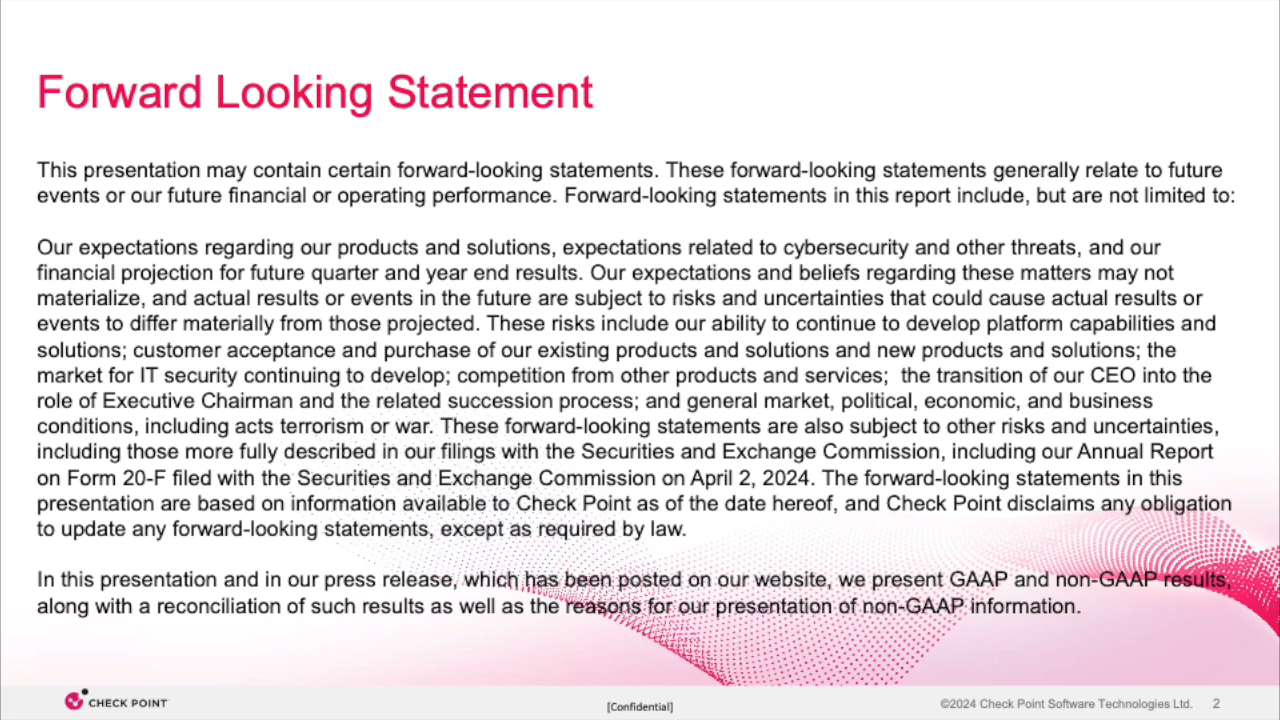 Forward Looking Statement
This presentation may contain certain forward-looking statements. These forward-looking statements generally relate to future
events or our future financial or operating performance. Forward-looking statements in this report include, but are not limited to:
Our expectations regarding our products and solutions, expectations related to cybersecurity and other threats, and our
financial projection for future quarter and year end results. Our expectations and beliefs regarding these matters may not
materialize, and actual results or events in the future are subject to risks and uncertainties that could cause actual results or
events to differ materially from those projected. These risks include our ability to continue to develop platform capabilities and
solutions; customer acceptance and purchase of our existing products and solutions and new products and solutions; the
market for IT security continuing to develop; competition from other products and services;  the transition of our CEO into the
role of Executive Chairman and the related succession process; and general market, political, economic, and business
conditions, including acts terrorism or war. These forward-looking statements are also subject to other risks and uncertainties,
including those more fully described in our filings with the Securities and Exchange Commission, including our Annual Report
on Form 20-F filed with the Securities and Exchange Commission on April 2, 2024. The forward-looking statements in this
presentation are based on information available to Check Point as of the date hereof, and Check Point disclaims any obligation
to update any forward-looking statements, except as required by law.
In this presentation and in our press release, which has been posted on our website, we present GAAP and non-GAAP results,
along with a reconciliation of such results as well as the reasons for our presentation of non-GAAP information.
CHECK POINT
[Confidential]
©2024 Check Point Software Technologies Ltd. 2